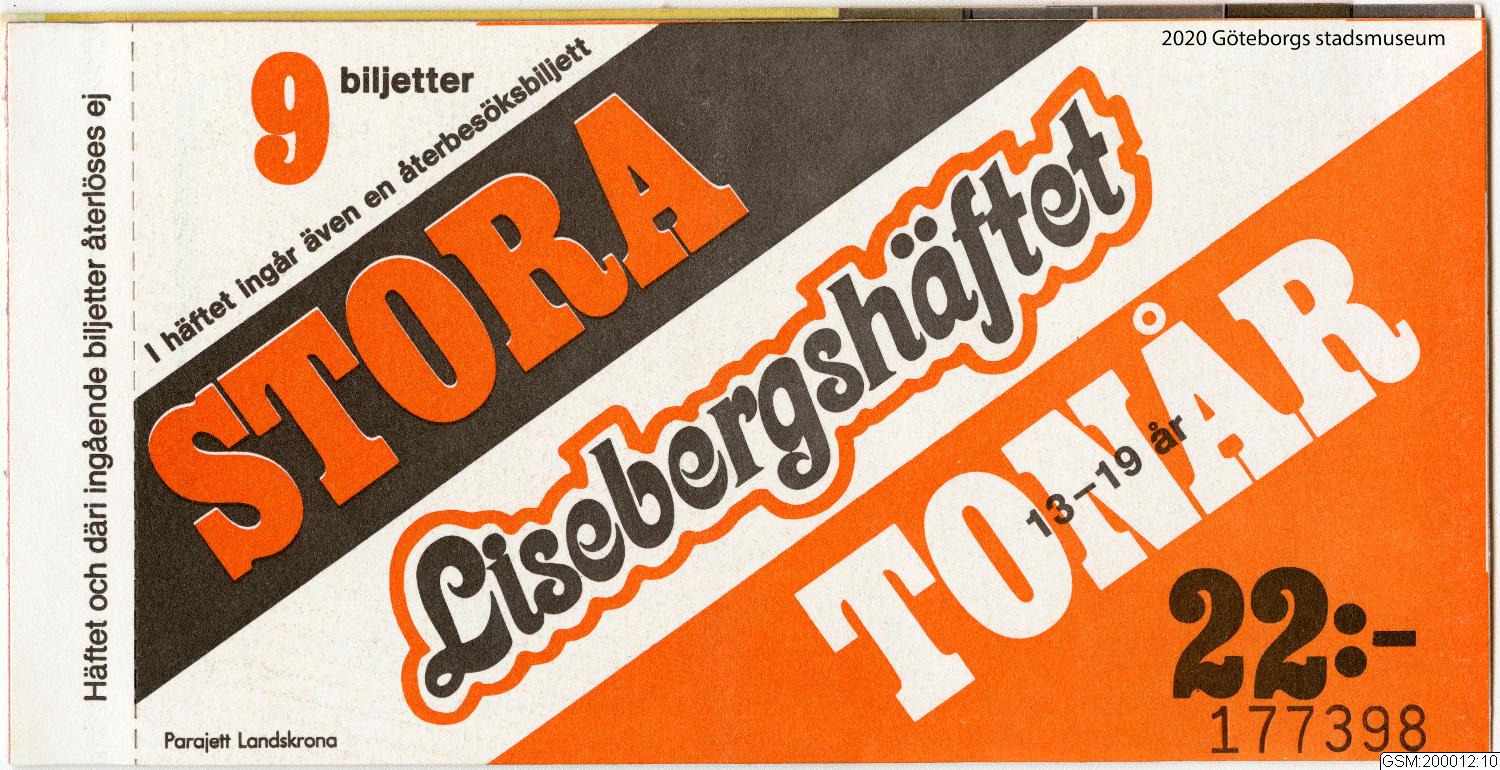 2020 Göteborgs stadsmuseum
Häftet och däri ingående biljetter återlöses ej
9 biljetter
I häftet ingår även en återbesöksbiljett
STORA
Lisebergshäftet
TONÅR
13–19 år
22:-
177398
Parajett Landskrona
GSM:200012:10